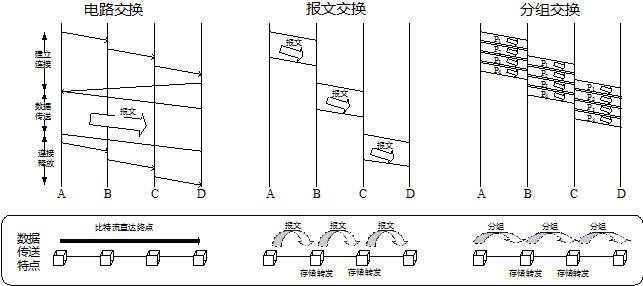 电路交换
报文交换
分组交换
建立
连接
数据
传送
连接
释放
报文
A B C D
报文
报文
报文
A B C D
P₁
P₂
P₃
P₄
P₁
P₂
P₃
P₄
P₁
P₂
P₃
P₄
A B C D
数据
传送
特点
比特流直达终点
报文 报文 报文
存储转发 存储转发
分组 分组 分组
存储转发 存储转发